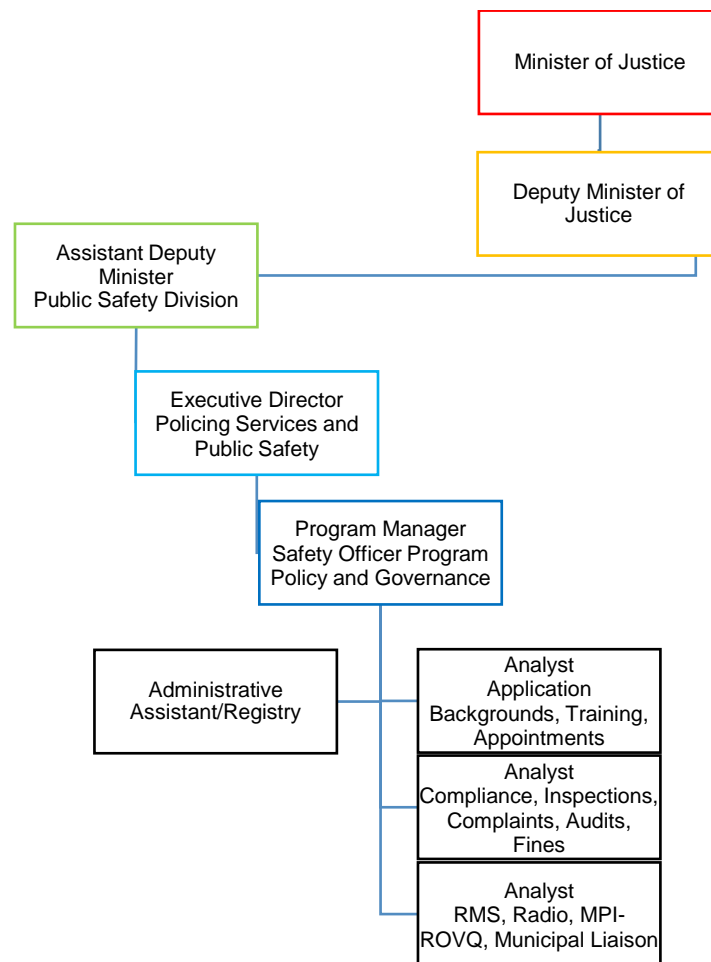 Minister of Justice
Deputy Minister of
Justice
Assistant Deputy
Minister
Public Safety Division
Executive Director
Policing Services and
Public Safety
Program Manager
Safety Officer Program
Policy and Governance
Administrative
Assistant/Registry
Analyst
Application
Backgrounds, Training,
Appointments
Analyst
Compliance, Inspections,
Complaints, Audits,
Fines
Analyst
RMS, Radio, MPI-
ROVQ, Municipal Liaison